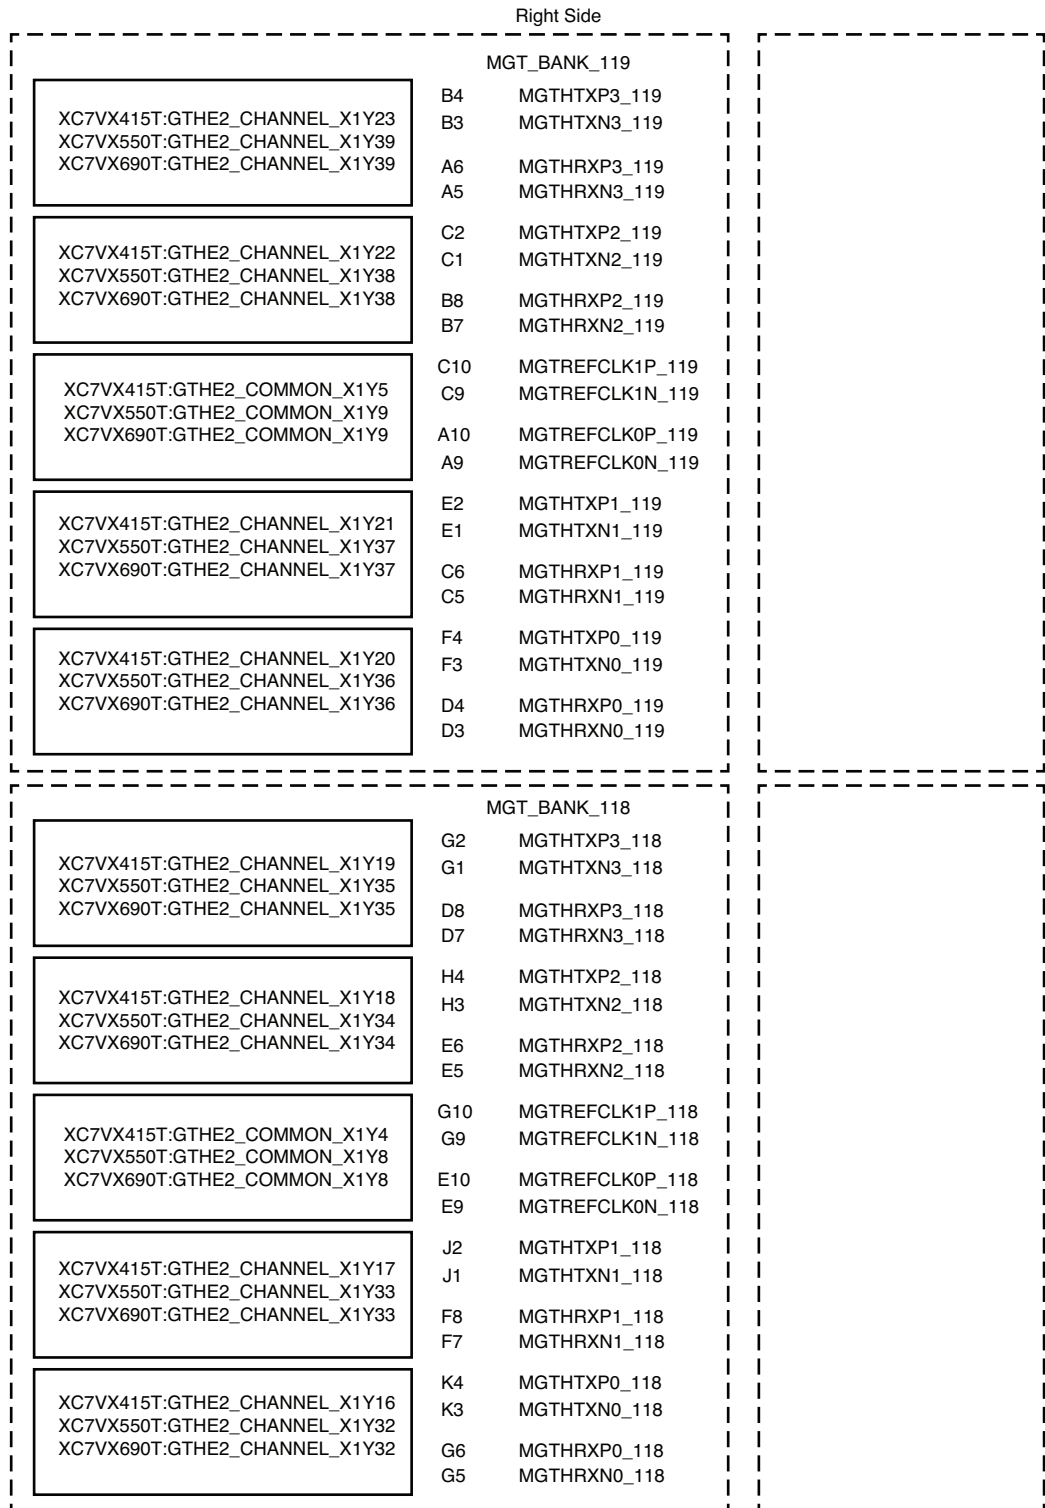 Right Side
MGT_BANK_119
XC7VX415T:GTHE2_CHANNEL_X1Y23
XC7VX550T:GTHE2_CHANNEL_X1Y39
XC7VX690T:GTHE2_CHANNEL_X1Y39
B4 MGTHTXP3_119
B3 MGTHTXN3_119
A6 MGTHRXP3_119
A5 MGTHRXN3_119
XC7VX415T:GTHE2_CHANNEL_X1Y22
XC7VX550T:GTHE2_CHANNEL_X1Y38
XC7VX690T:GTHE2_CHANNEL_X1Y38
C2 MGTHTXP2_119
C1 MGTHTXN2_119
B8 MGTHRXP2_119
B7 MGTHRXN2_119
XC7VX415T:GTHE2_COMMON_X1Y5
XC7VX550T:GTHE2_COMMON_X1Y9
XC7VX690T:GTHE2_COMMON_X1Y9
C10 MGTREFCLK1P_119
C9 MGTREFCLK1N_119
A10 MGTREFCLK0P_119
A9 MGTREFCLK0N_119
XC7VX415T:GTHE2_CHANNEL_X1Y21
XC7VX550T:GTHE2_CHANNEL_X1Y37
XC7VX690T:GTHE2_CHANNEL_X1Y37
E2 MGTHTXP1_119
E1 MGTHTXN1_119
C6 MGTHRXP1_119
C5 MGTHRXN1_119
XC7VX415T:GTHE2_CHANNEL_X1Y20
XC7VX550T:GTHE2_CHANNEL_X1Y36
XC7VX690T:GTHE2_CHANNEL_X1Y36
F4 MGTHTXP0_119
F3 MGTHTXN0_119
D4 MGTHRXP0_119
D3 MGTHRXN0_119
MGT_BANK_118
XC7VX415T:GTHE2_CHANNEL_X1Y19
XC7VX550T:GTHE2_CHANNEL_X1Y35
XC7VX690T:GTHE2_CHANNEL_X1Y35
G2 MGTHTXP3_118
G1 MGTHTXN3_118
D8 MGTHRXP3_118
D7 MGTHRXN3_118
XC7VX415T:GTHE2_CHANNEL_X1Y18
XC7VX550T:GTHE2_CHANNEL_X1Y34
XC7VX690T:GTHE2_CHANNEL_X1Y34
H4 MGTHTXP2_118
H3 MGTHTXN2_118
E6 MGTHRXP2_118
E5 MGTHRXN2_118
XC7VX415T:GTHE2_COMMON_X1Y4
XC7VX550T:GTHE2_COMMON_X1Y8
XC7VX690T:GTHE2_COMMON_X1Y8
G10 MGTREFCLK1P_118
G9 MGTREFCLK1N_118
E10 MGTREFCLK0P_118
E9 MGTREFCLK0N_118
XC7VX415T:GTHE2_CHANNEL_X1Y17
XC7VX550T:GTHE2_CHANNEL_X1Y33
XC7VX690T:GTHE2_CHANNEL_X1Y33
J2 MGTHTXP1_118
J1 MGTHTXN1_118
F8 MGTHRXP1_118
F7 MGTHRXN1_118
XC7VX415T:GTHE2_CHANNEL_X1Y16
XC7VX550T:GTHE2_CHANNEL_X1Y32
XC7VX690T:GTHE2_CHANNEL_X1Y32
K4 MGTHTXP0_118
K3 MGTHTXN0_118
G6 MGTHRXP0_118
G5 MGTHRXN0_118